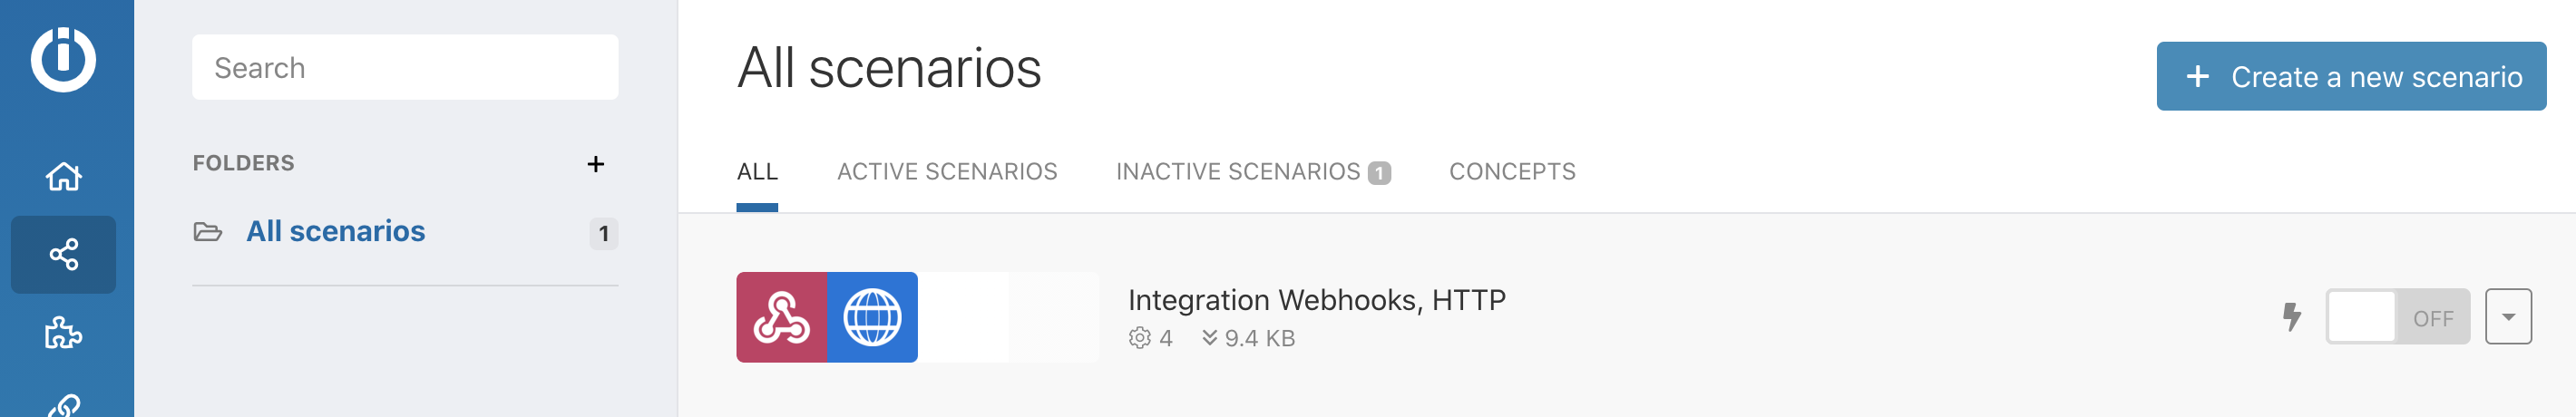 Search
FOLDERS
All scenarios 1
All scenarios
Create a new scenario
ALL ACTIVE SCENARIOS INACTIVE SCENARIOS 1 CONCEPTS
Integration Webhooks, HTTP
4 9.4 KB
OFF